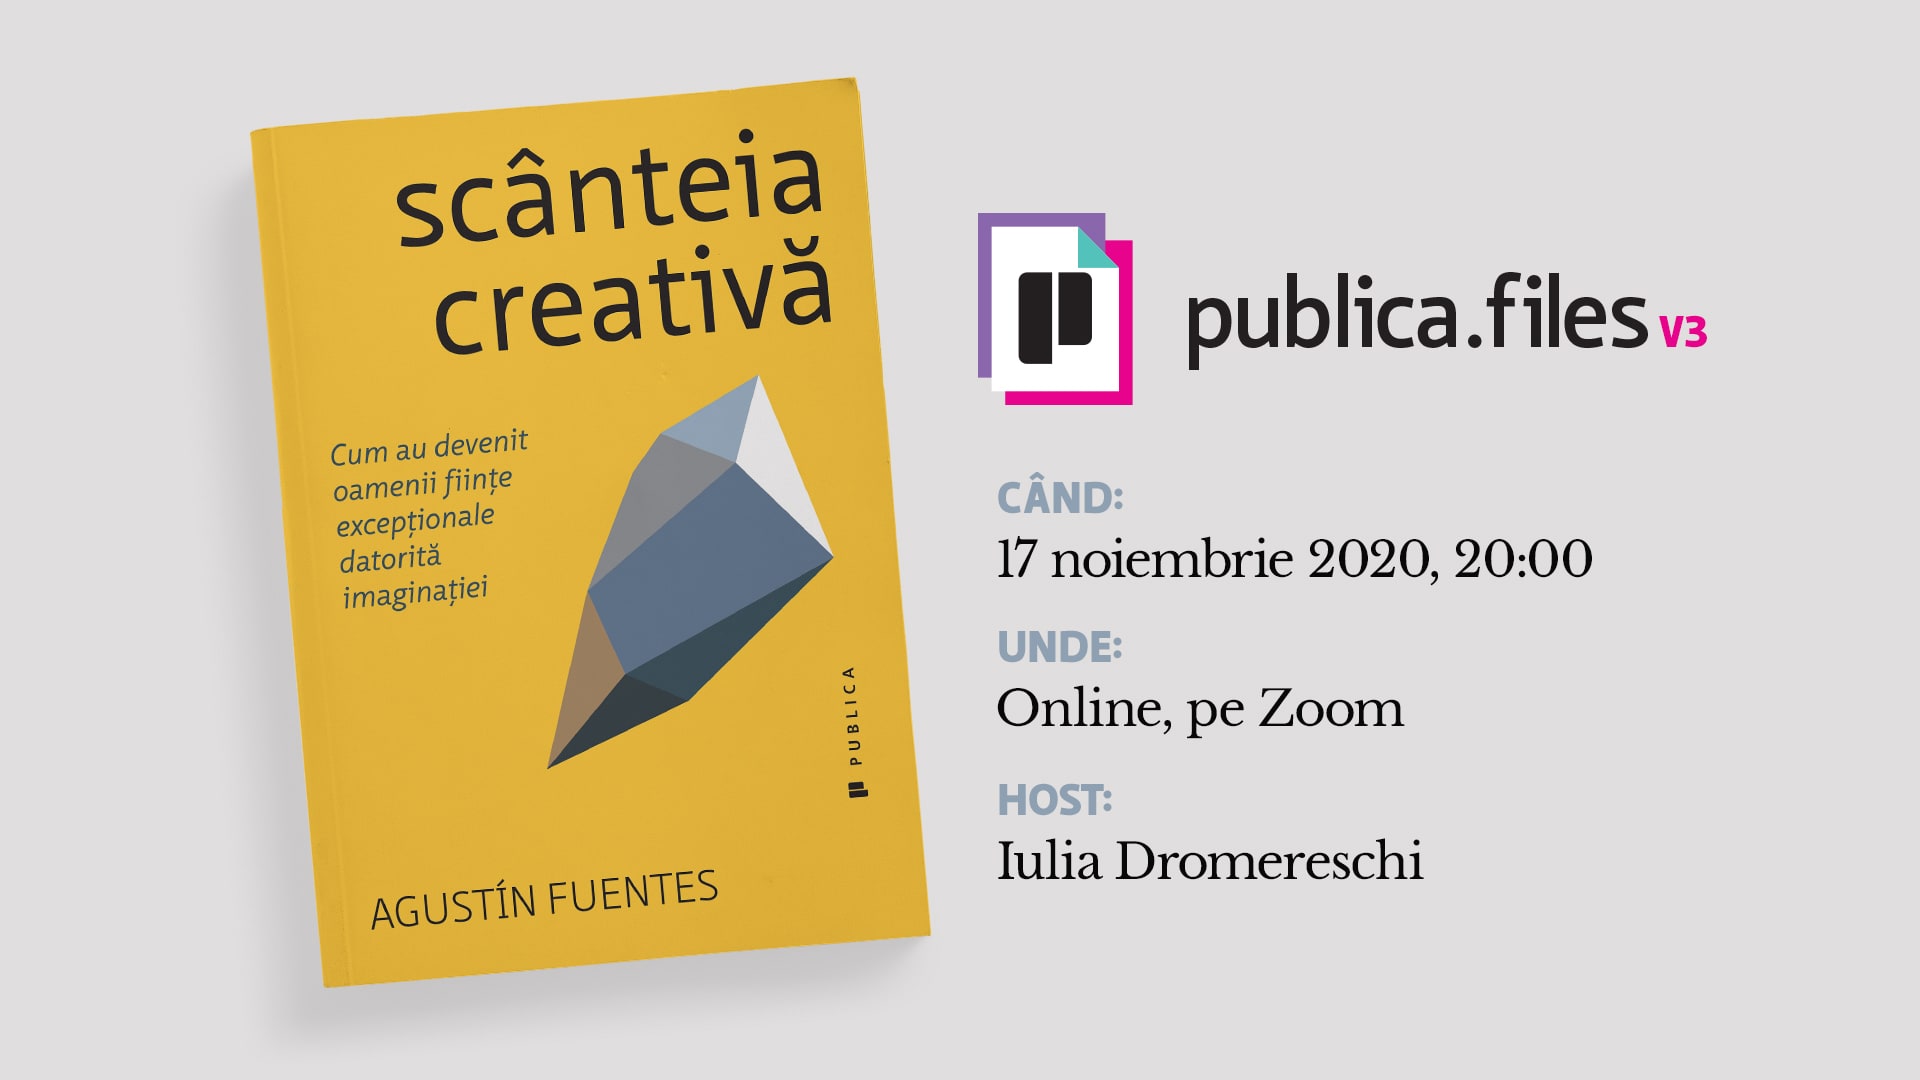 scânteia
creativă
Cum au devenit
oamenii ființe
excepționale
datorită
imaginației
PUBLICA
AGUSTÍN FUENTES
publica.files V3
CÂND:
17 noiembrie 2020, 20:00
UNDE:
Online, pe Zoom
HOST:
Iulia Dromereschi